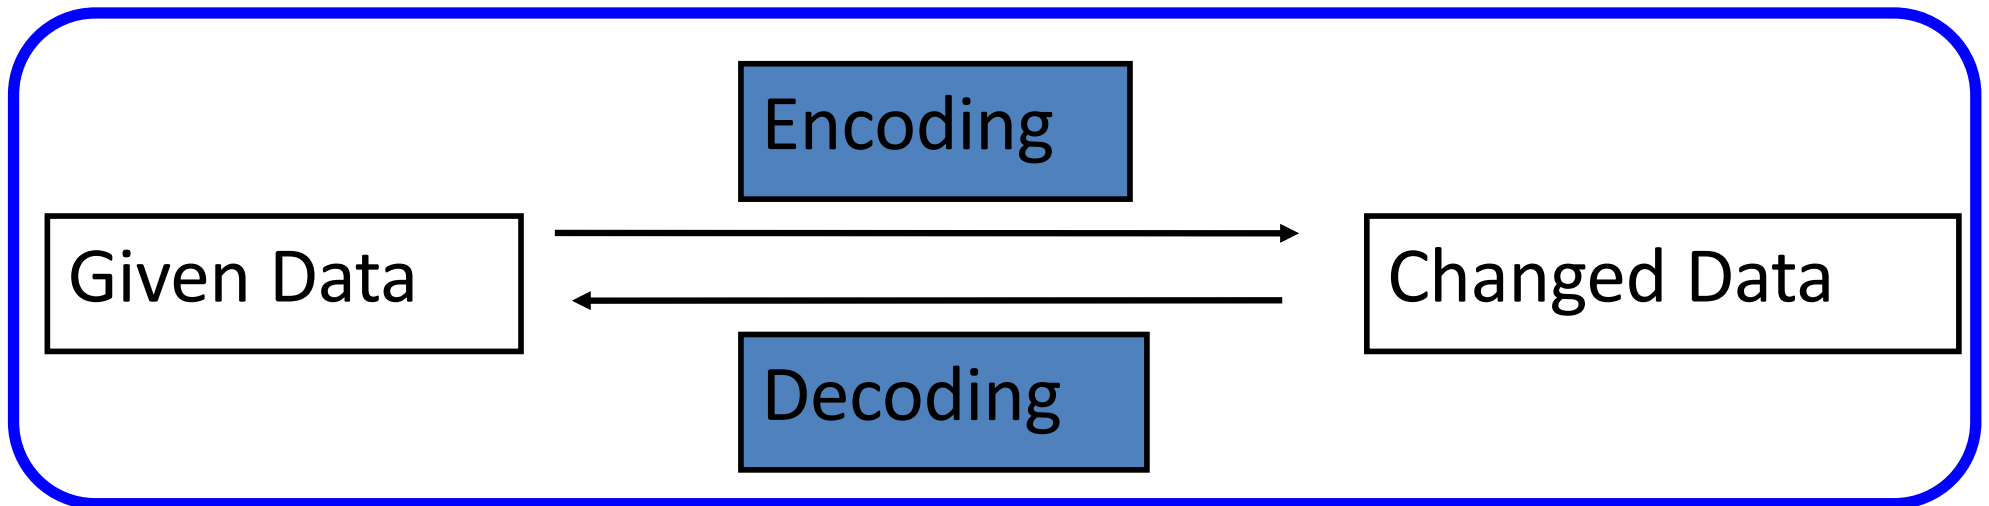 Encoding
Given Data
Changed Data
Decoding